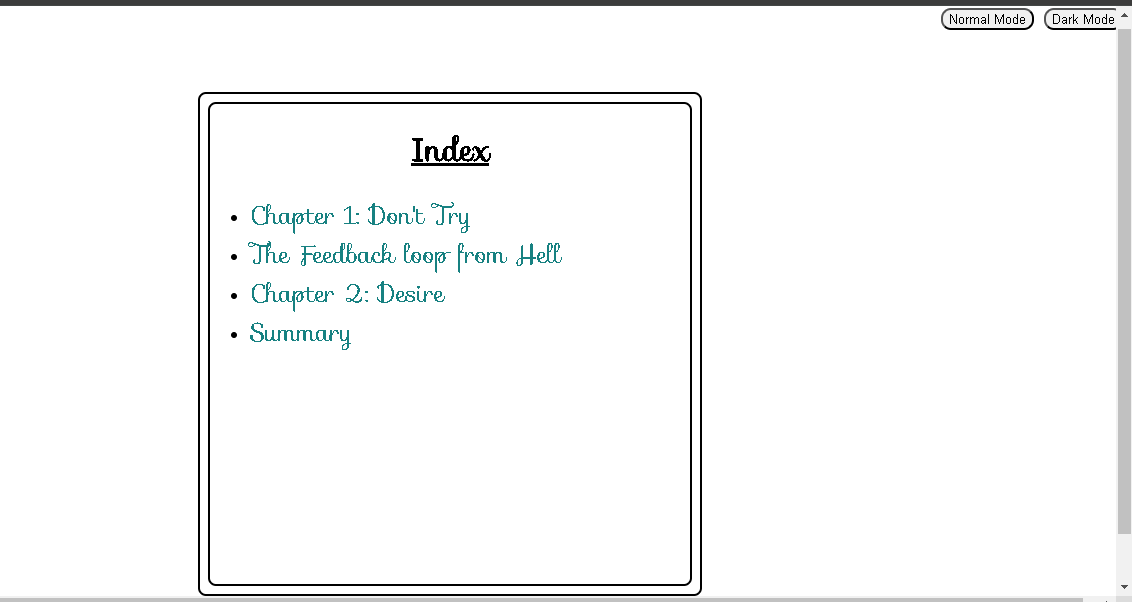 Normal Mode Dark Mode
Index
Chapter 1: Don't Try
The Feedback loop from Hell
Chapter 2: Desire
Summary